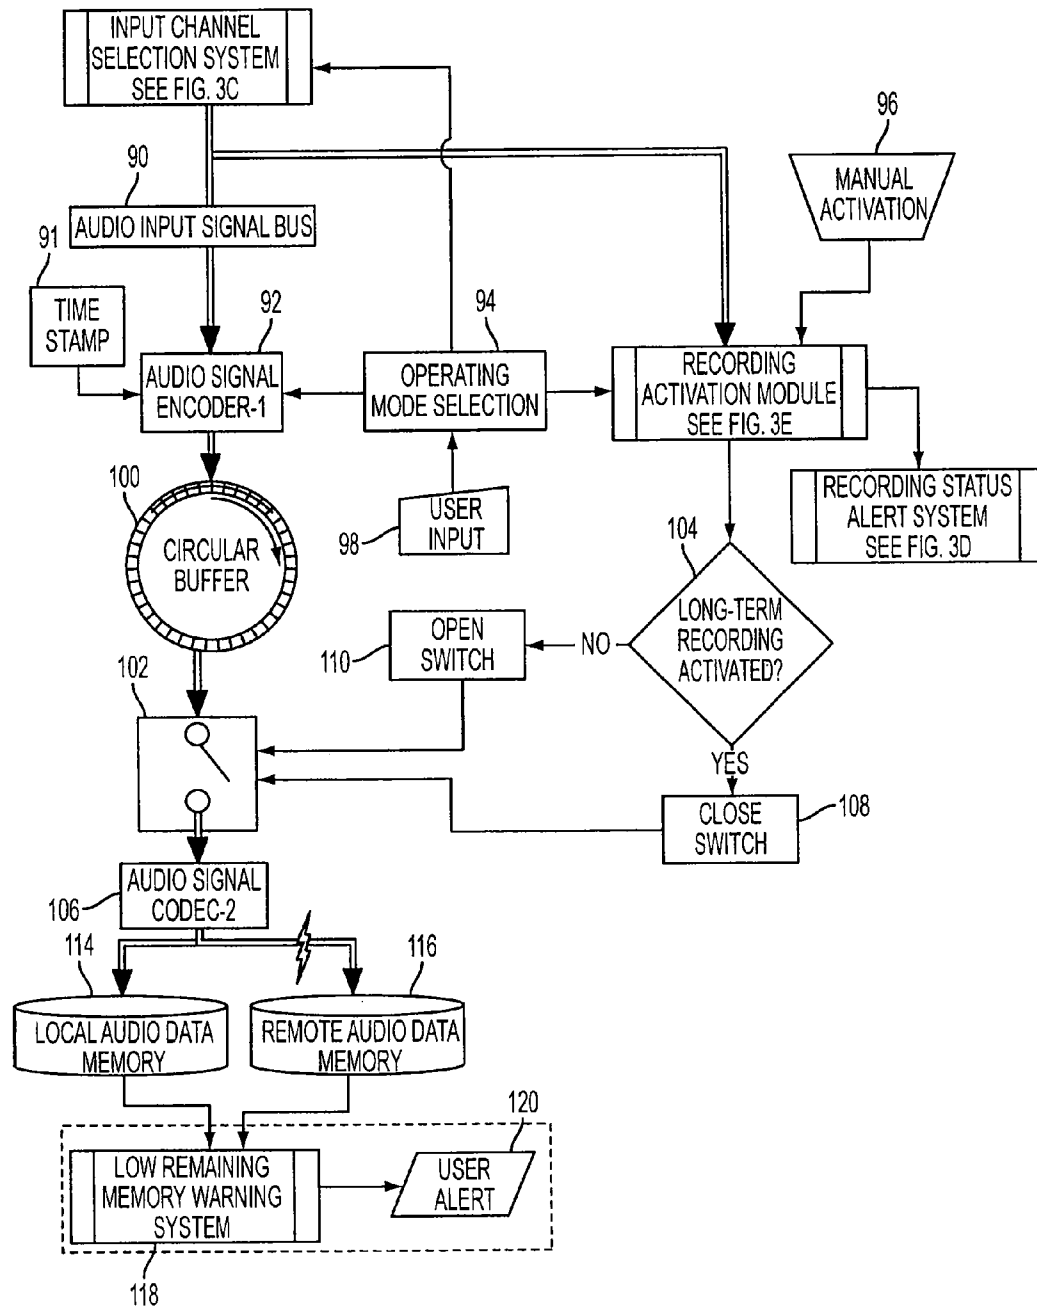 INPUT CHANNEL
SELECTION SYSTEM
SEE FIG. 3C
96
MANUAL
ACTIVATION
90
AUDIO INPUT SIGNAL BUS
91
TIME
STAMP
92
AUDIO SIGNAL
ENCODER-1
94
OPERATING
MODE SELECTION
RECORDING
ACTIVATION MODULE
SEE FIG. 3E
100
CIRCULAR
BUFFER
98
USER
INPUT
RECORDING STATUS
ALERT SYSTEM
SEE FIG. 3D
104
LONG-TERM
RECORDING
ACTIVATED?
NO
OPEN
SWITCH
110
102
YES
CLOSE
SWITCH
108
AUDIO SIGNAL
CODEC-2
106
114
116
LOCAL AUDIO DATA
MEMORY
REMOTE AUDIO DATA
MEMORY
120
LOW REMAINING
MEMORY WARNING
SYSTEM
USER
ALERT
118